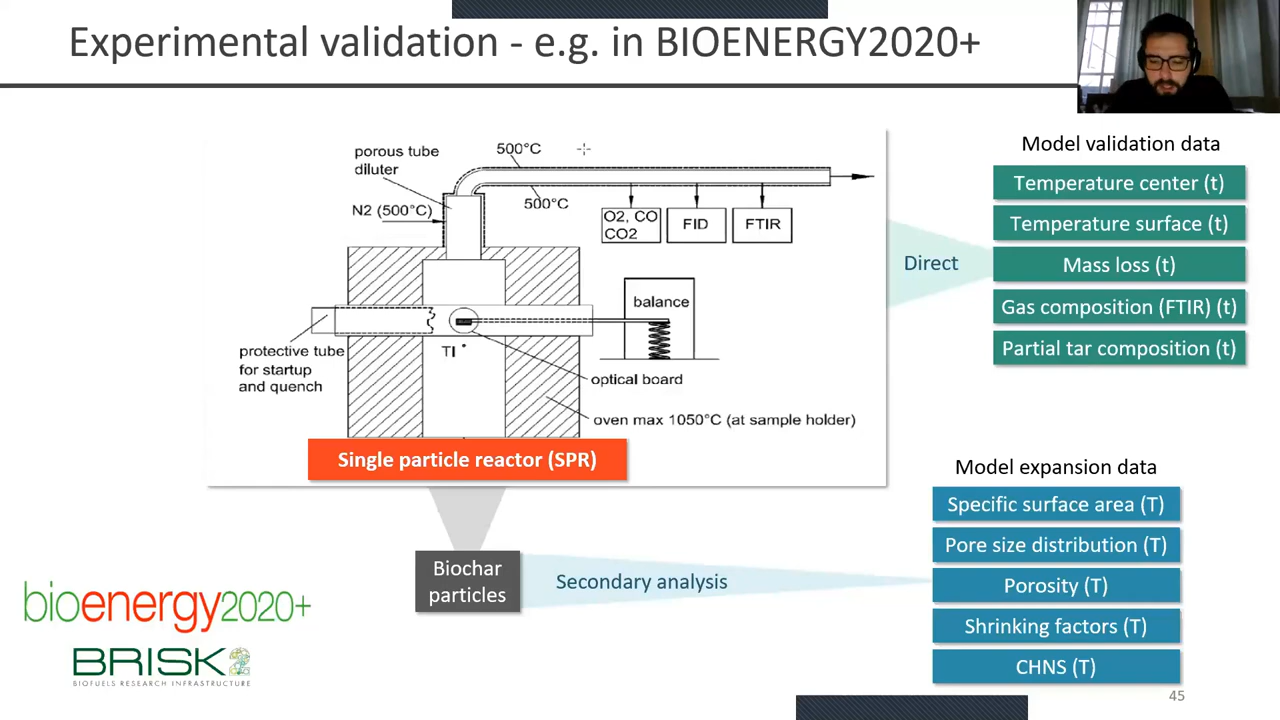 Experimental validation - e.g. in BIOENERGY2020+
porous tube
diluter
500°C
N2 (500°C)
500°C
O2, CO
CO2
FID
FTIR
balance
protective tube
for startup
and quench
TI
optical board
oven max 1050°C (at sample holder)
Single particle reactor (SPR)
Direct
Model validation data
Temperature center (t)
Temperature surface (t)
Mass loss (t)
Gas composition (FTIR) (t)
Partial tar composition (t)
Biochar
particles
Secondary analysis
Model expansion data
Specific surface area (T)
Pore size distribution (T)
Porosity (T)
Shrinking factors (T)
CHNS (T)
bioenergy2020+
BRISK2
BIOFUELS RESEARCH INFRASTRUCTURE
45